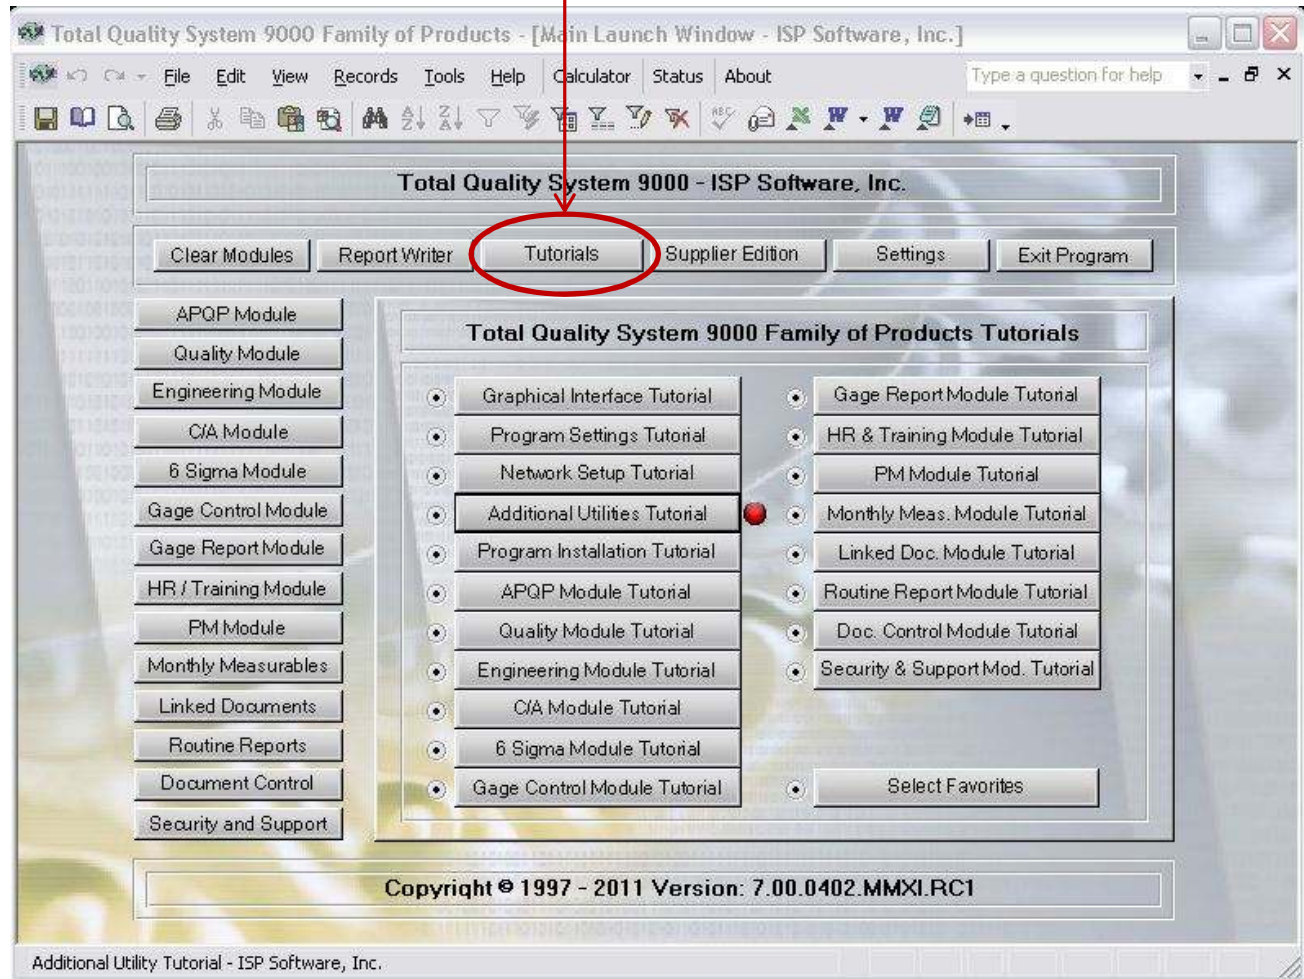 Total Quality System 9000 Family of Products - [Main Launch Window - ISP Software, Inc.]
File Edit View Records Tools Help Calculator Status About Type a question for help
Total Quality System 9000 - ISP Software, Inc.
Clear Modules Report Writer Tutorials Supplier Edition Settings Exit Program
APQP Module
Quality Module
Engineering Module
C/A Module
6 Sigma Module
Gage Control Module
Gage Report Module
HR / Training Module
PM Module
Monthly Measurables
Linked Documents
Routine Reports
Document Control
Security and Support
Total Quality System 9000 Family of Products Tutorials
Graphical Interface Tutorial
Program Settings Tutorial
Network Setup Tutorial
Additional Utilities Tutorial
Program Installation Tutorial
APQP Module Tutorial
Quality Module Tutorial
Engineering Module Tutorial
C/A Module Tutorial
6 Sigma Module Tutorial
Gage Control Module Tutorial
Gage Report Module Tutorial
HR & Training Module Tutorial
PM Module Tutorial
Monthly Meas. Module Tutorial
Linked Doc. Module Tutorial
Routine Report Module Tutorial
Doc. Control Module Tutorial
Security & Support Mod. Tutorial
Select Favorites
Copyright © 1997 - 2011 Version: 7.00.0402.MMXI.RC1
Additional Utility Tutorial - ISP Software, Inc.